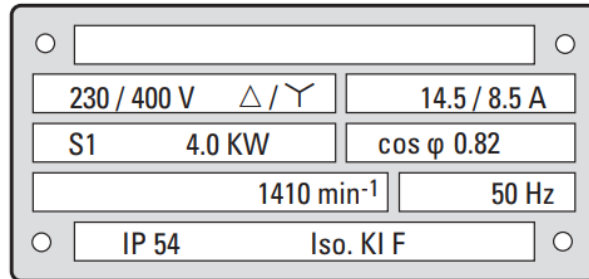 230 / 400 V △ / Y 14.5 / 8.5 A
S1 4.0 KW cos φ 0.82
1410 min-1 50 Hz
IP 54 Iso. KI F